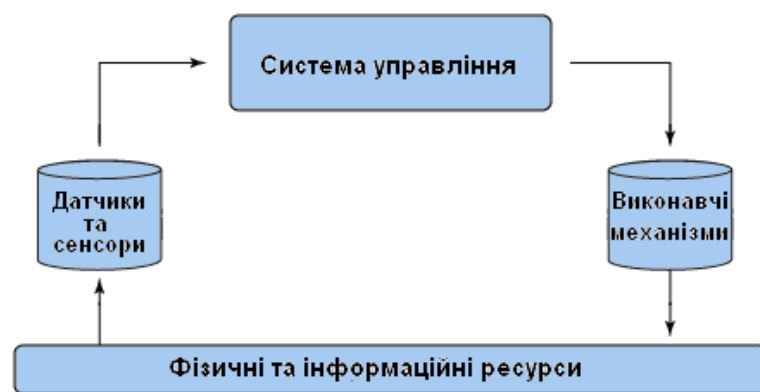 Система управління
Датчики
та
сенсори
Виконавчі
механізми
Фізичні та інформаційні ресурси